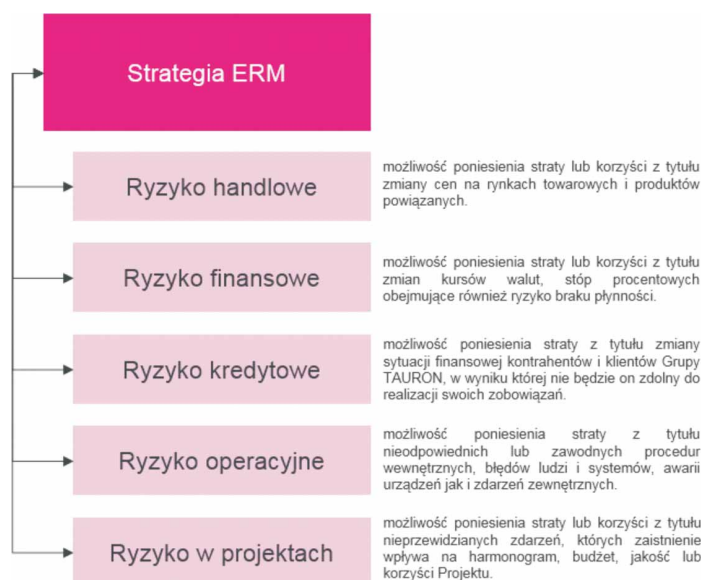 Strategia ERM
Ryzyko handlowe
możliwość poniesienia straty lub korzyści z tytułu
zmiany cen na rynkach towarowych i produktów
powiązanych.
Ryzyko finansowe
możliwość poniesienia straty lub korzyści z tytułu
zmian kursów walut, stóp procentowych
obejmujące również ryzyko braku płynności.
Ryzyko kredytowe
możliwość poniesienia straty z tytułu zmiany
sytuacji finansowej kontrahentów i klientów Grupy
TAURON, w wyniku której nie będzie on zdolny do
realizacji swoich zobowiązań.
Ryzyko operacyjne
możliwość poniesienia straty z tytułu
nieodpowiednich lub zawodnych procedur
wewnętrznych, błędów ludzi i systemów, awarii
urządzeń jak i zdarzeń zewnętrznych.
Ryzyko w projektach
możliwość poniesienia straty lub korzyści z tytułu
nieprzewidzianych zdarzeń, których zaistnienie
wpływa na harmonogram, budżet, jakość lub
korzyści Projektu.